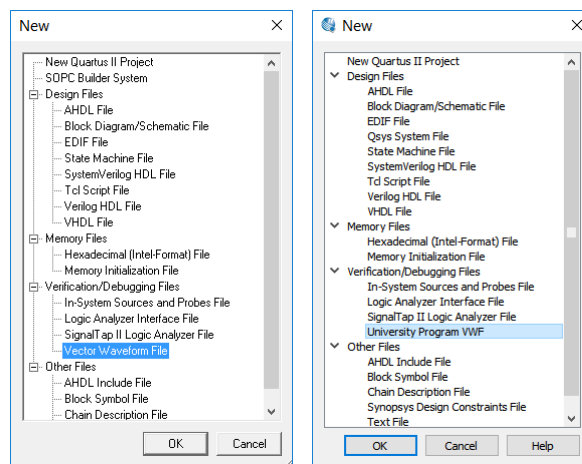 New
New Quartus II Project
SOPC Builder System
Design Files
AHDL File
Block Diagram/Schematic File
EDIF File
State Machine File
SystemVerilog HDL File
Tcl Script File
Verilog HDL File
VHDL File
Memory Files
Hexadecimal (Intel-Format) File
Memory Initialization File
Verification/Debugging Files
In-System Sources and Probes File
Logic Analyzer Interface File
SignalTap II Logic Analyzer File
Vector Waveform File
Other Files
AHDL Include File
Block Symbol File
Chain Description File
OK
Cancel
New
New Quartus II Project
Design Files
AHDL File
Block Diagram/Schematic File
EDIF File
Qsys System File
State Machine File
SystemVerilog HDL File
Tcl Script File
Verilog HDL File
VHDL File
Memory Files
Hexadecimal (Intel-Format) File
Memory Initialization File
Verification/Debugging Files
In-System Sources and Probes File
Logic Analyzer Interface File
SignalTap II Logic Analyzer File
University Program VWF
Other Files
AHDL Include File
Block Symbol File
Chain Description File
Synopsys Design Constraints File
Text File
OK
Cancel
Help